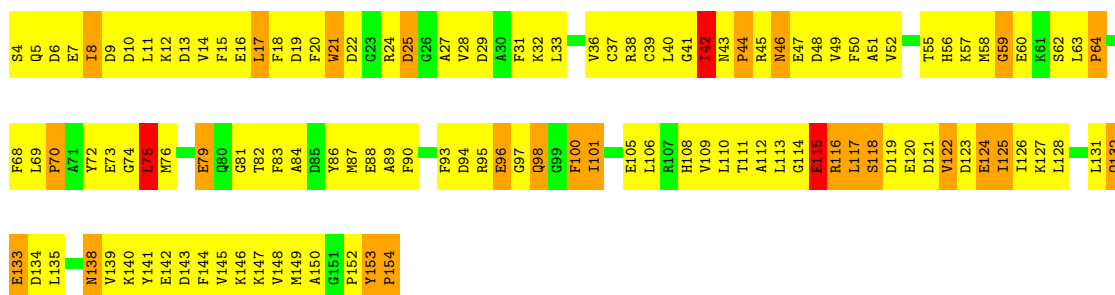 S4 Q5 D6 E7 I8 D9 D10 L11 K12 D13 V14 F15 E16 L17 F18 D19 F20 W21 D22 G23 R24 D25 G26 A27 V28 D29 A30 F31 K32 L33 V36 C37 R38 C39 L40 G41 I42 N43 P44 R45 N46 E47 D48 V49 F50 A51 V52 T55 H56 K57 M58 G59 E60 K61 S62 L63 P64
F68 L69 P70 A71 Y72 E73 G74 L75 M76 E79 Q80 G81 T82 F83 A84 D85 Y86 M87 E88 A89 F90 F93 D94 R95 E96 G97 Q98 G99 F100 I101 E105 L106 R107 H108 V109 L110 T111 A112 L113 G114 E115 R116 L117 S118 D119 E120 D121 V122 D123 E124 I125 I126 K127 L128 L131 Q132
E133 D134 L135 N138 V139 K140 Y141 E142 D143 F144 V145 K146 K147 V148 M149 A150 G151 P152 Y153 P154